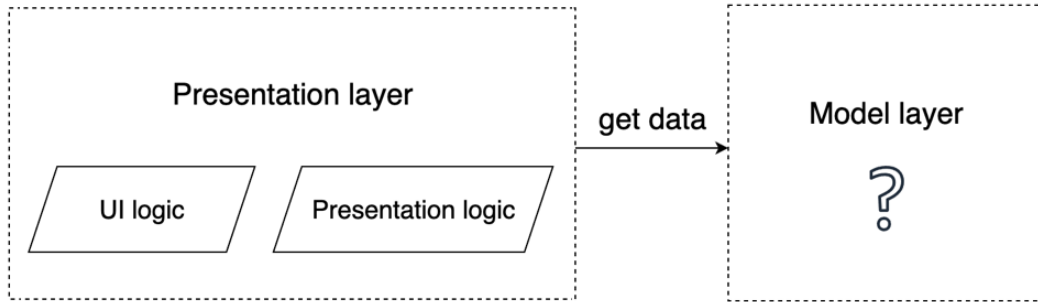 Presentation layer
UI logic
Presentation logic
get data
Model layer
?